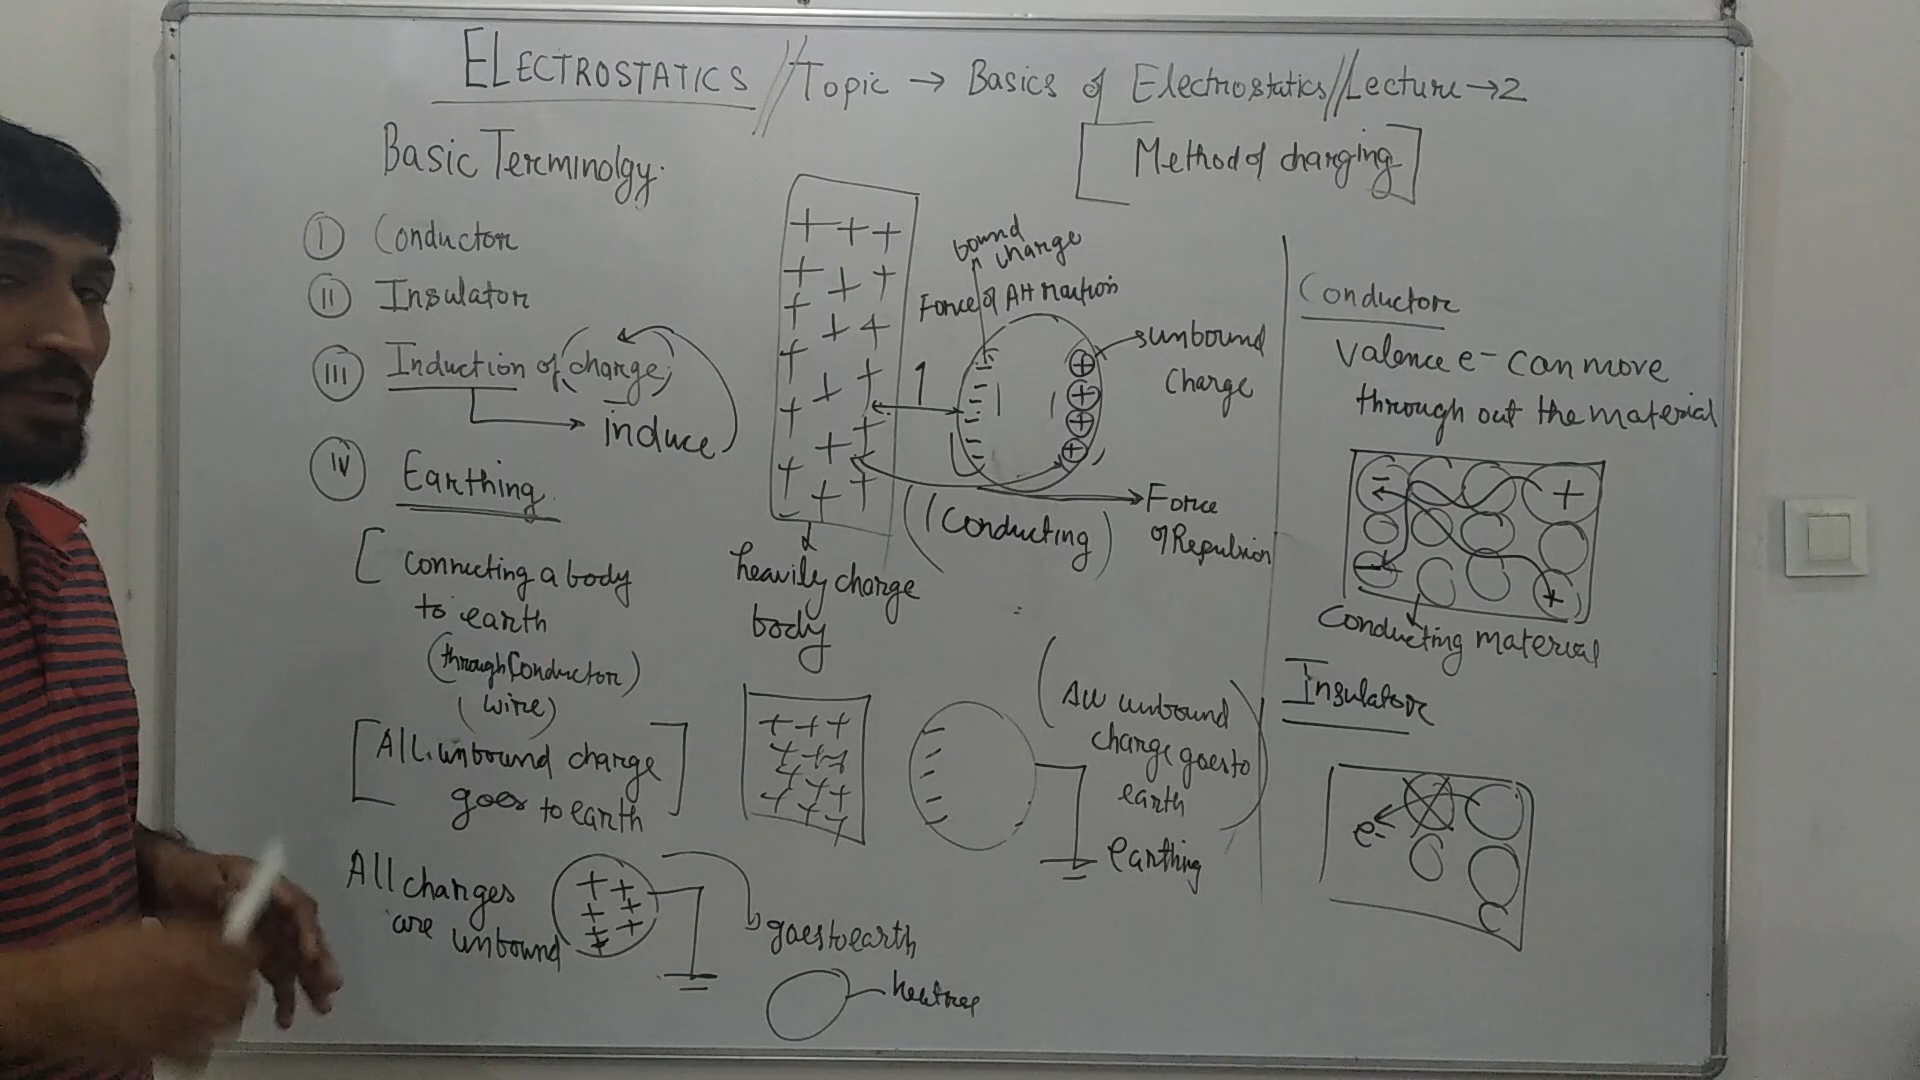 ELECTROSTATICS // Topic → Basics of Electrostatics // Lecture → 2
[Method of charging]
Basic Terminolgy.
I Conductor
II Insulator
III Induction of (charge)
induce
IV Earthing
[ Connecting a body
to earth
(through Conductor)
(wire)
[All unbound charge
goes to earth]
All charges
are unbound
+ + + + + + +
goes to earth
+ + +
+ + +
+ + +
heavily charge
body
bound
charge
Force of Attraction
unbound
charge
(Conducting)
Force
of Repulsion
+++
(All unbound
charge goes to
earth)
earthing
Conductor
Valence e- can move
through out the material
- +
- +
Conducting material
Insulator
e-